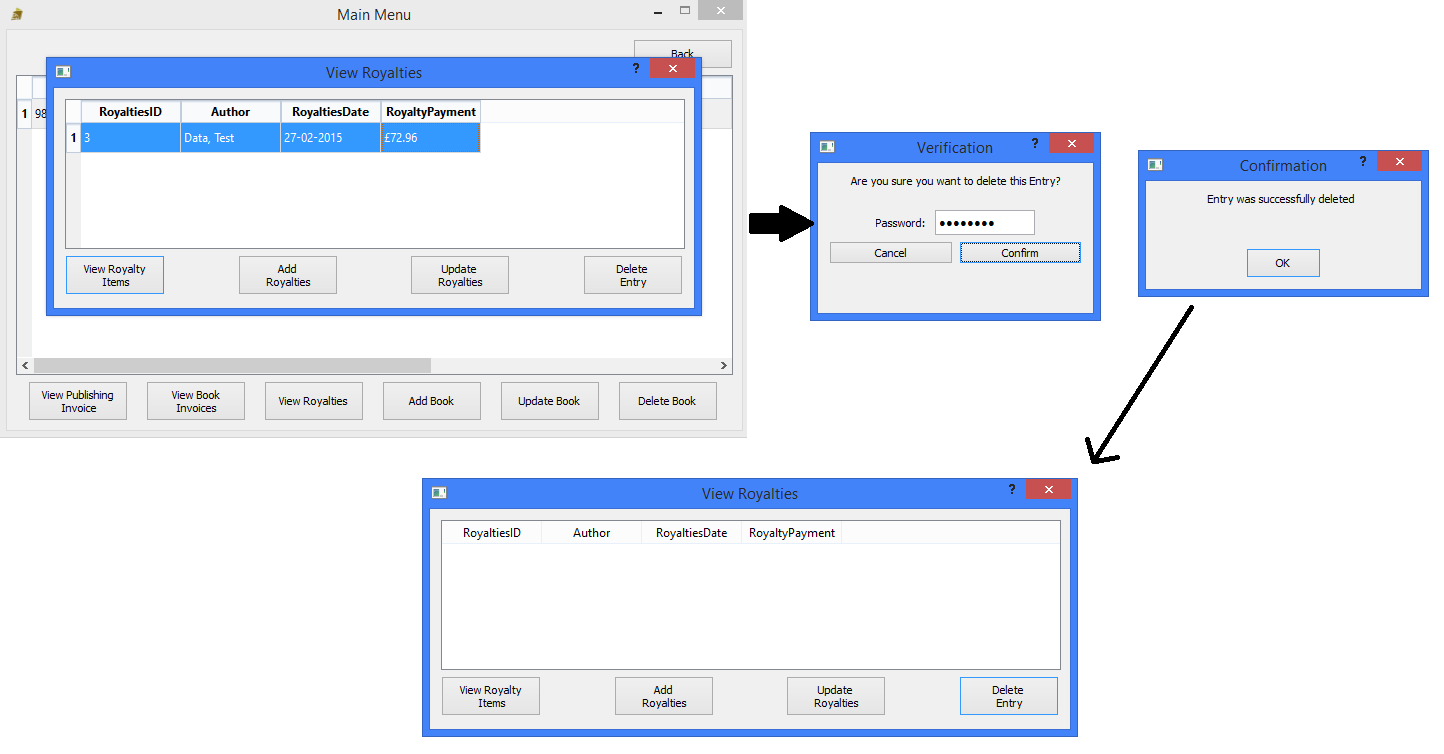 Main Menu
Back
View Royalties
?
RoyaltiesID Author RoyaltiesDate RoyaltyPayment
1 3 Data, Test 27-02-2015 £72.96
1 98
View Royalty
Items
Add
Royalties
Update
Royalties
Delete
Entry
View Publishing
Invoice
View Book
Invoices
View Royalties
Add Book
Update Book
Delete Book
Verification
?
Are you sure you want to delete this Entry?
Password: ●●●●●●●●
Cancel
Confirm
Confirmation
?
Entry was successfully deleted
OK
View Royalties
?
RoyaltiesID Author RoyaltiesDate RoyaltyPayment
View Royalty
Items
Add
Royalties
Update
Royalties
Delete
Entry